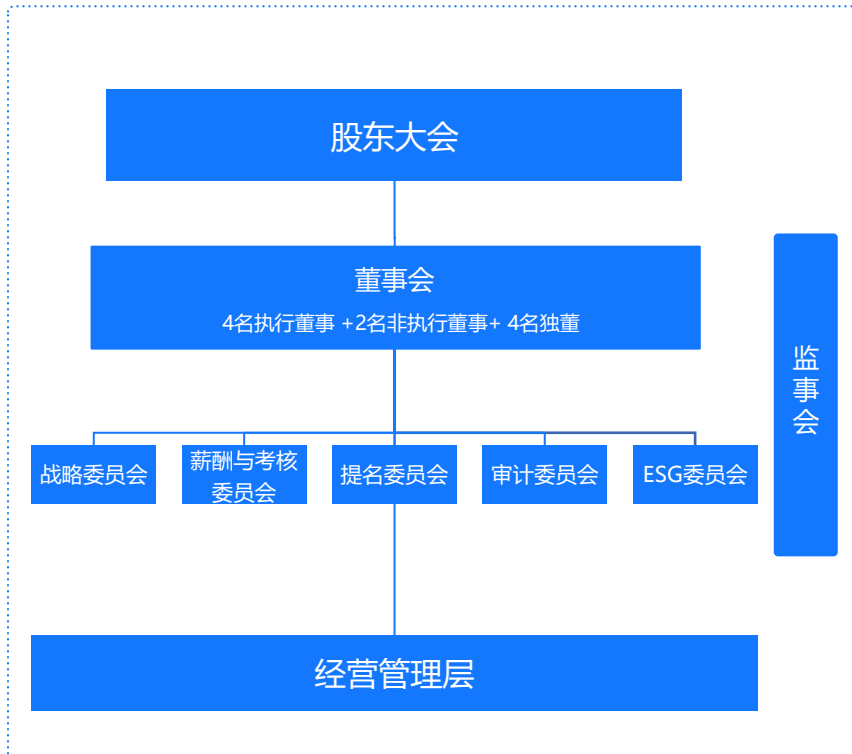 股东大会
董事会
4名执行董事 +2名非执行董事+ 4名独董
监
事
会
战略委员会
薪酬与考核
委员会
提名委员会
审计委员会
ESG委员会
经营管理层